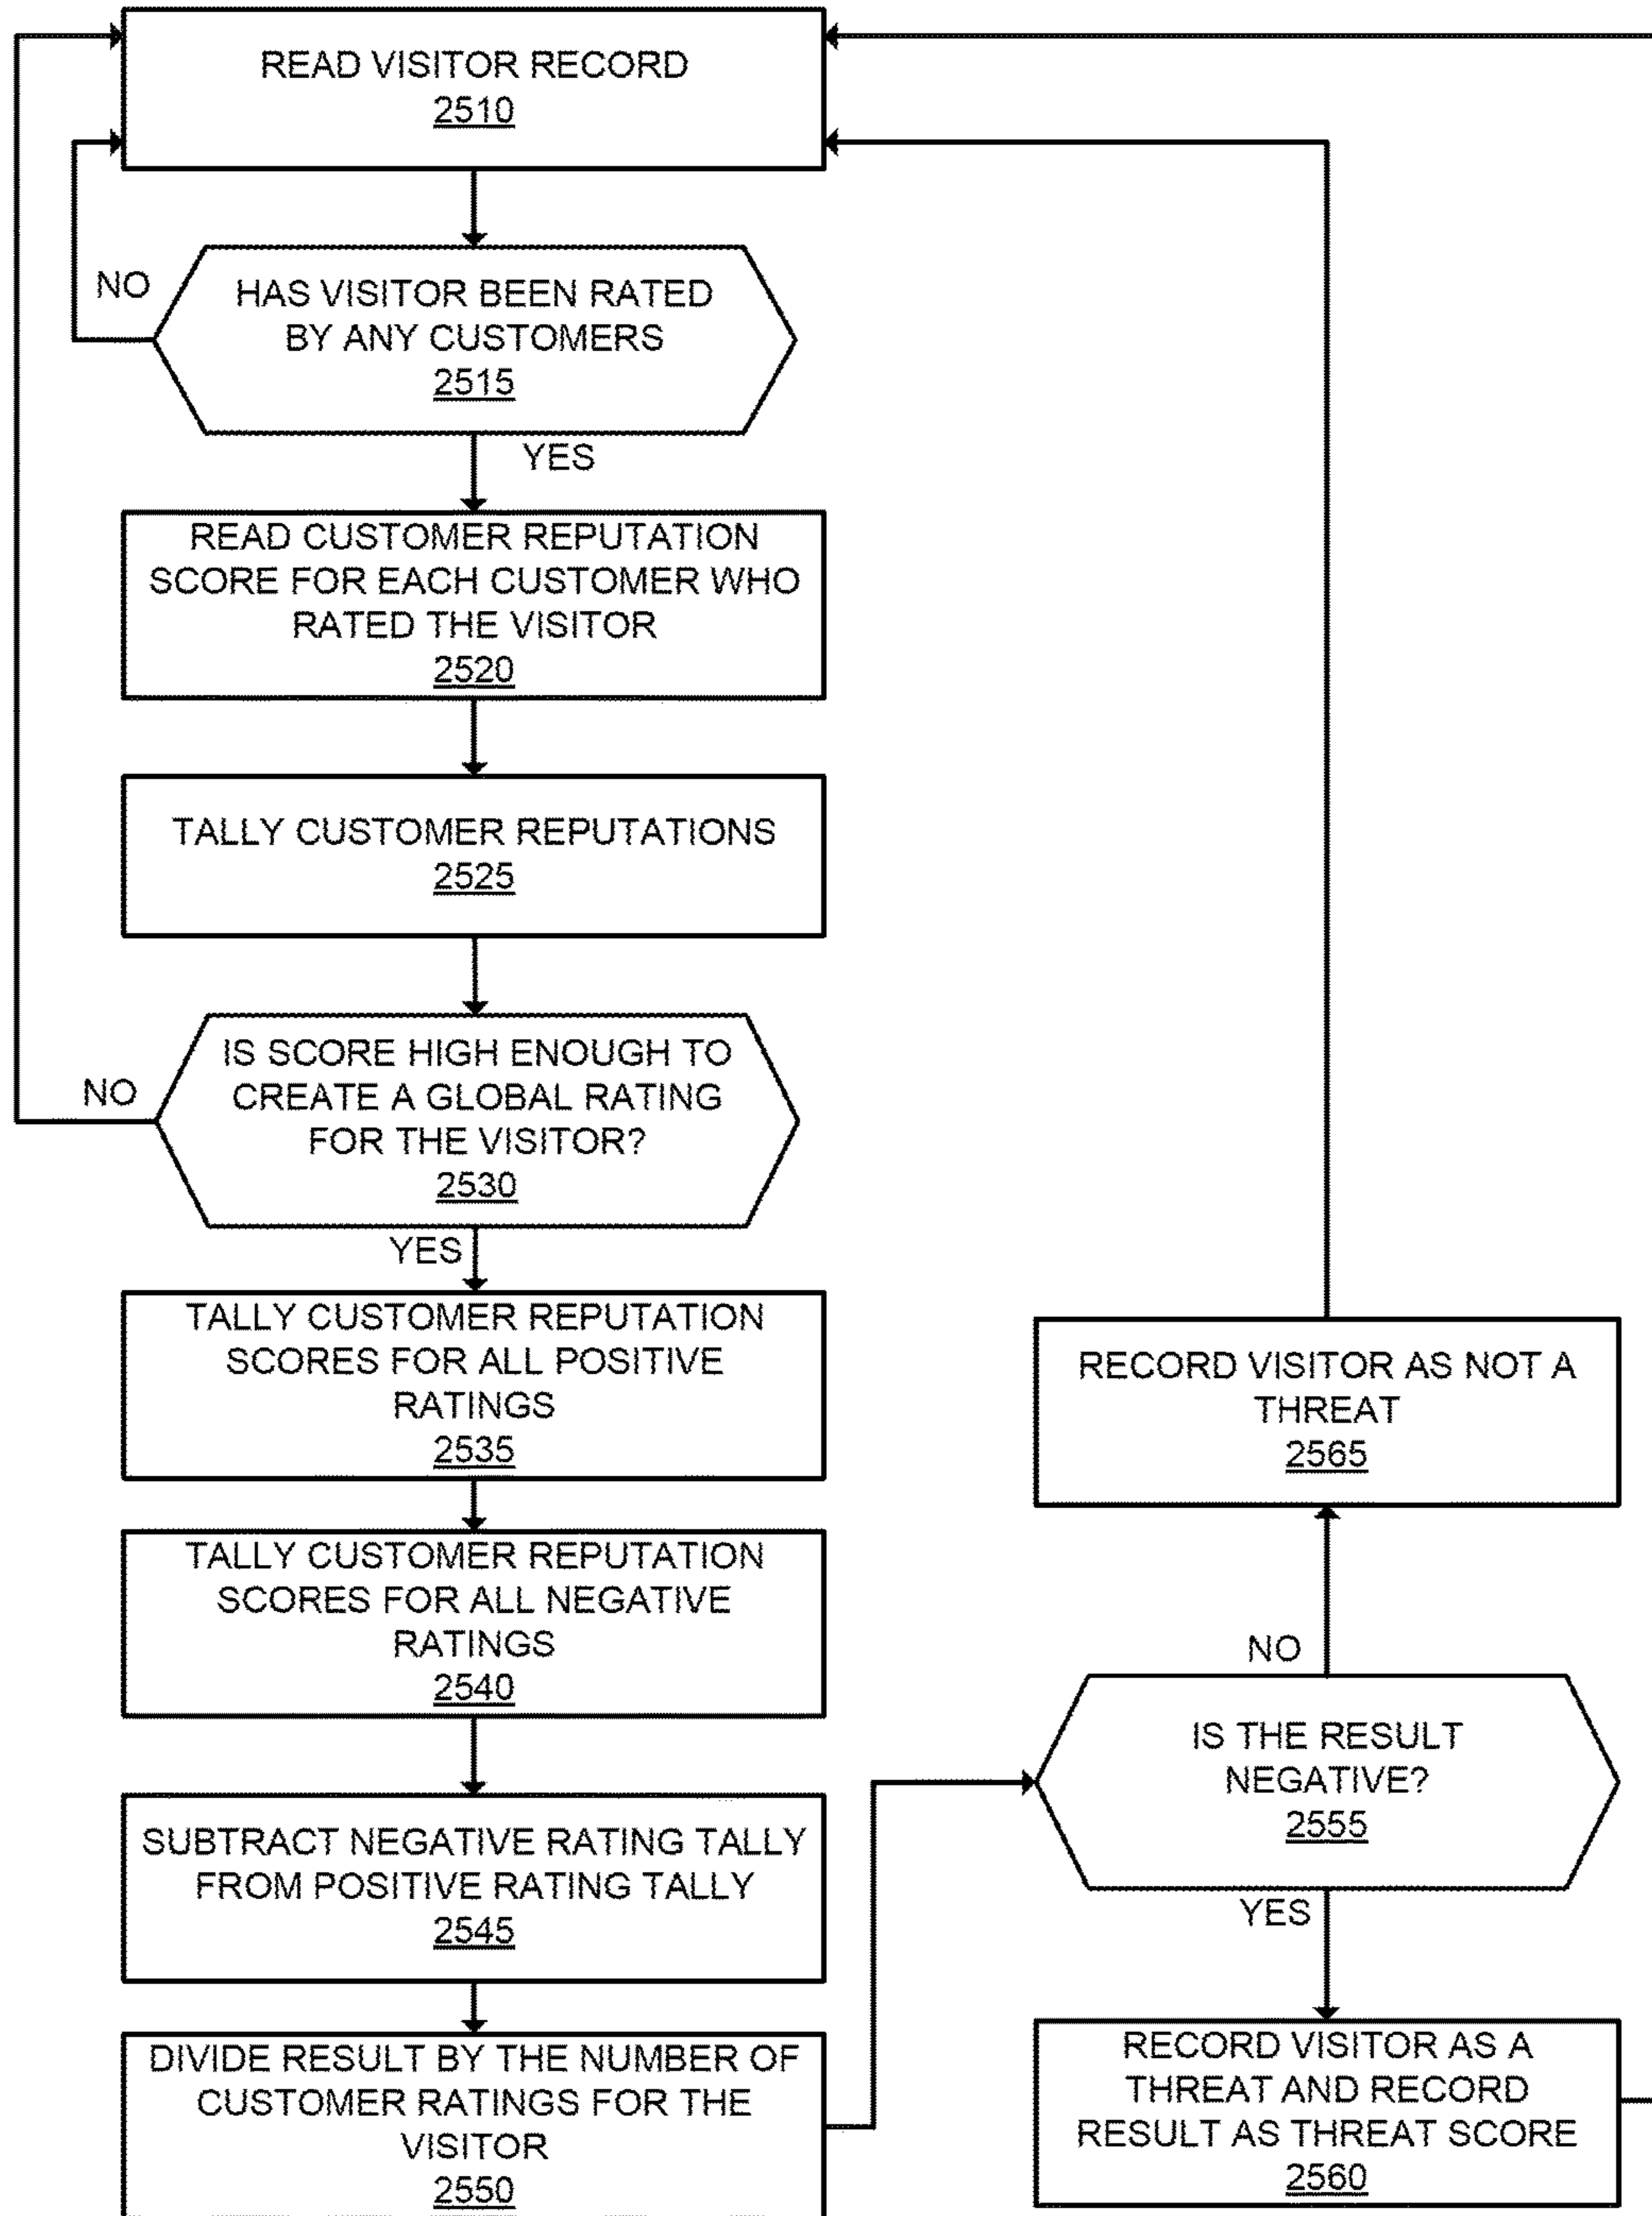 READ VISITOR RECORD
2510
NO
HAS VISITOR BEEN RATED
BY ANY CUSTOMERS
2515
YES
READ CUSTOMER REPUTATION
SCORE FOR EACH CUSTOMER WHO
RATED THE VISITOR
2520
TALLY CUSTOMER REPUTATIONS
2525
IS SCORE HIGH ENOUGH TO
CREATE A GLOBAL RATING
FOR THE VISITOR?
2530
NO
YES
TALLY CUSTOMER REPUTATION
SCORES FOR ALL POSITIVE
RATINGS
2535
TALLY CUSTOMER REPUTATION
SCORES FOR ALL NEGATIVE
RATINGS
2540
SUBTRACT NEGATIVE RATING TALLY
FROM POSITIVE RATING TALLY
2545
DIVIDE RESULT BY THE NUMBER OF
CUSTOMER RATINGS FOR THE
VISITOR
2550
RECORD VISITOR AS NOT A
THREAT
2565
NO
IS THE RESULT
NEGATIVE?
2555
YES
RECORD VISITOR AS A
THREAT AND RECORD
RESULT AS THREAT SCORE
2560